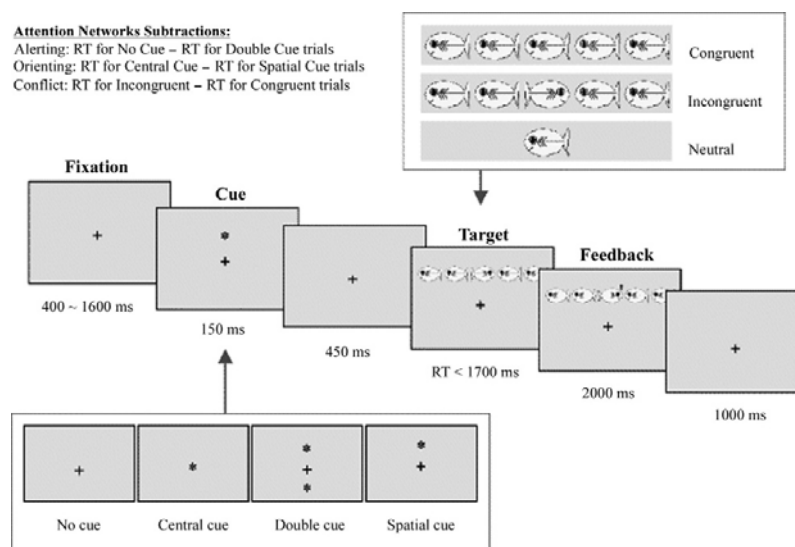 Attention Networks Subtractions:
Alerting: RT for No Cue – RT for Double Cue trials
Orienting: RT for Central Cue – RT for Spatial Cue trials
Conflict: RT for Incongruent – RT for Congruent trials
Congruent
Incongruent
Neutral
Fixation
Cue
Target
Feedback
400 ~ 1600 ms
150 ms
450 ms
RT < 1700 ms
2000 ms
1000 ms
No cue
Central cue
Double cue
Spatial cue